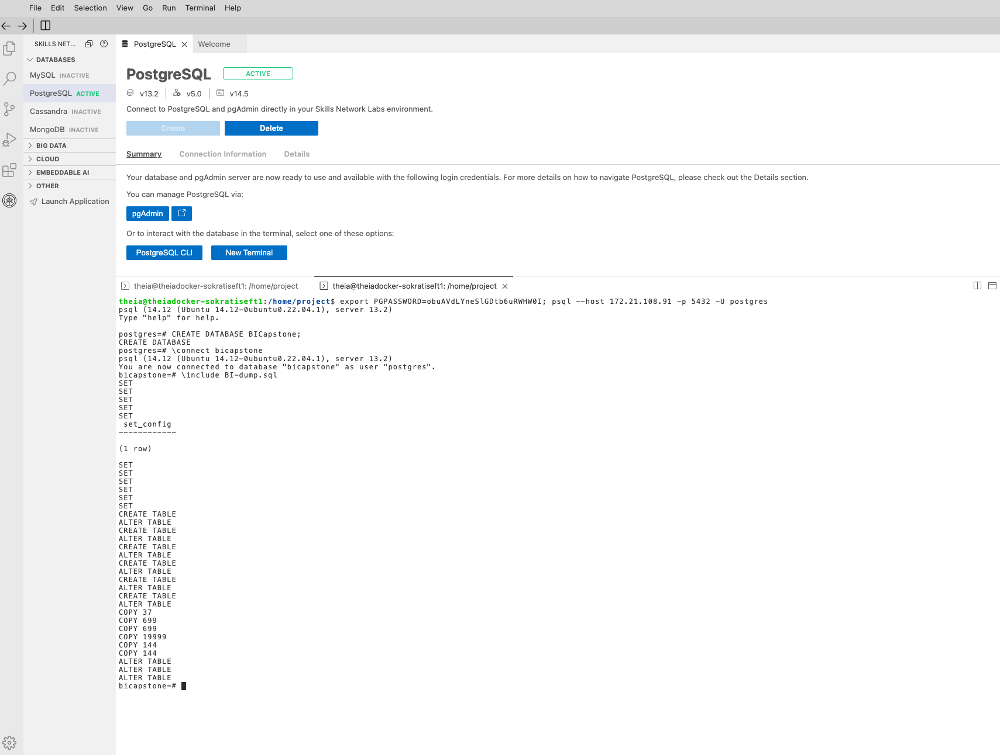 File Edit Selection View Go Run Terminal Help
SKILLS NET...
DATABASES
MySQL INACTIVE
PostgreSQL ACTIVE
Cassandra INACTIVE
MongoDB INACTIVE
BIG DATA
CLOUD
EMBEDDABLE AI
OTHER
Launch Application
PostgreSQL Welcome
PostgreSQL ACTIVE
v13.2 v5.0 v14.5
Connect to PostgreSQL and pgAdmin directly in your Skills Network Labs environment.
Create Delete
Summary Connection Information Details
Your database and pgAdmin server are now ready to use and available with the following login credentials. For more details on how to navigate PostgreSQL, please check out the Details section.
You can manage PostgreSQL via:
pgAdmin
Or to interact with the database in the terminal, select one of these options:
PostgreSQL CLI New Terminal
theia@theiadocker-sokratiseft1: /home/project theia@theiadocker-sokratiseft1: /home/project
theia@theiadocker-sokratiseft1:/home/project$ export PGPASSWORD=obuAVdLYneSlGDtb6uRWHW0I; psql --host 172.21.108.91 -p 5432 -U postgres
psql (14.12 (Ubuntu 14.12-0ubuntu0.22.04.1), server 13.2)
Type "help" for help.
postgres=# CREATE DATABASE BICapstone;
CREATE DATABASE
postgres=# \connect bicapstone
psql (14.12 (Ubuntu 14.12-0ubuntu0.22.04.1), server 13.2)
You are now connected to database "bicapstone" as user "postgres".
bicapstone=# \include BI-dump.sql
SET
SET
SET
SET
SET
set_config
------------
(1 row)
SET
SET
SET
SET
SET
SET
CREATE TABLE
ALTER TABLE
CREATE TABLE
ALTER TABLE
CREATE TABLE
ALTER TABLE
CREATE TABLE
ALTER TABLE
CREATE TABLE
ALTER TABLE
CREATE TABLE
ALTER TABLE
COPY 37
COPY 699
COPY 699
COPY 19999
COPY 144
COPY 144
ALTER TABLE
ALTER TABLE
ALTER TABLE
bicapstone=#